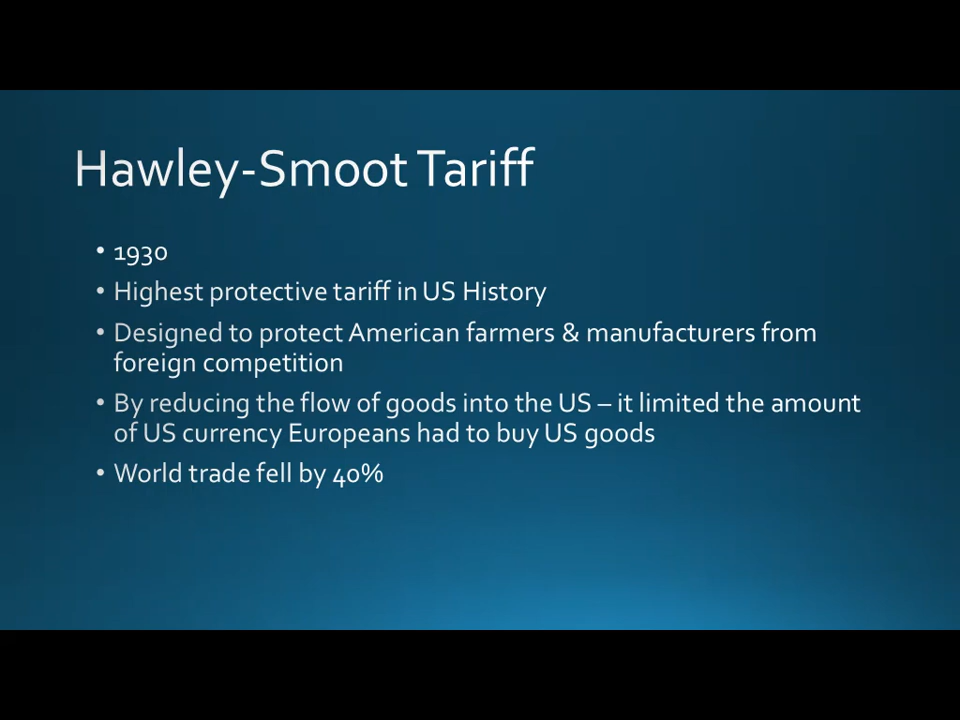 Hawley-Smoot Tariff
• 1930
• Highest protective tariff in US History
• Designed to protect American farmers & manufacturers from
foreign competition
• By reducing the flow of goods into the US – it limited the amount
of US currency Europeans had to buy US goods
• World trade fell by 40%